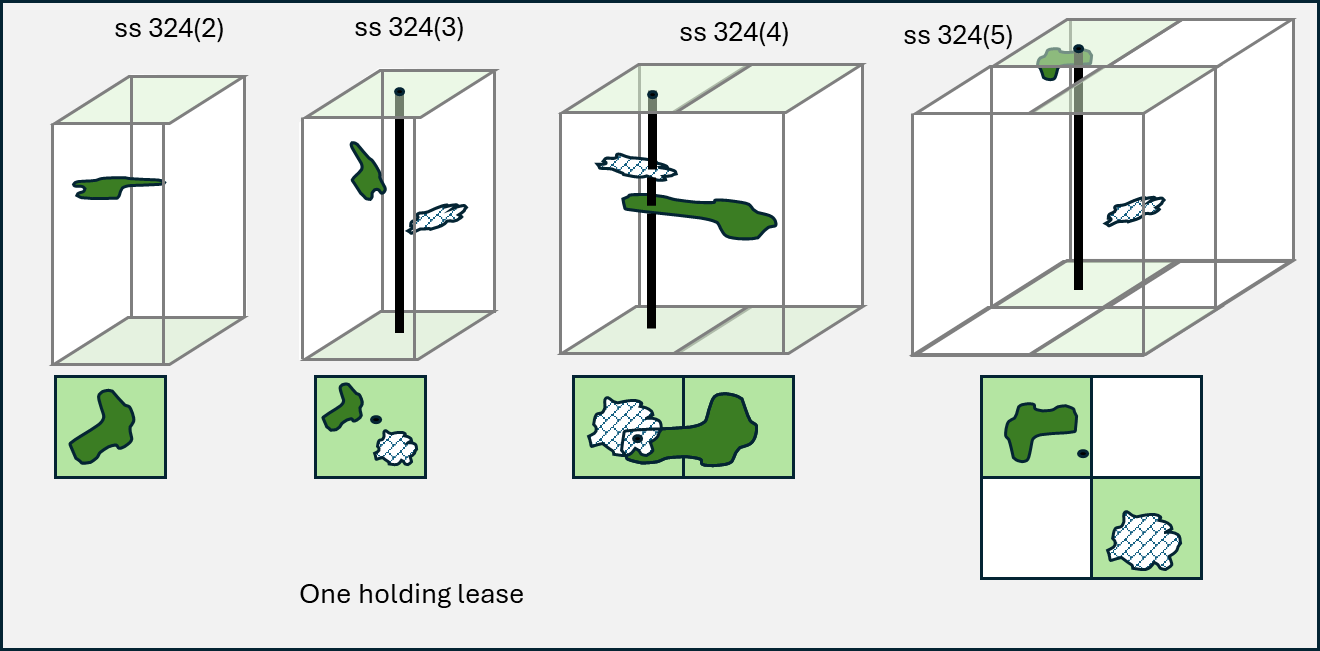 ss 324(2)
ss 324(3)
ss 324(4)
ss 324(5)
One holding lease